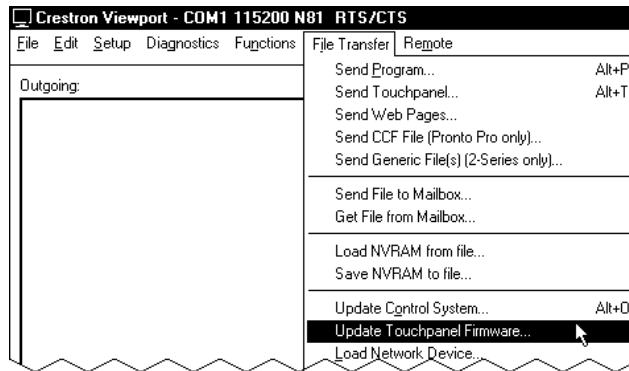 Crestron Viewport - COM1 115200 N81 RTS/CTS
File Edit Setup Diagnostics Functions File Transfer Remote
Outgoing:
Send Program... Alt+P
Send Touchpanel... Alt+T
Send Web Pages...
Send CCF File (Pronto Pro only)...
Send Generic File(s) (2-Series only)...
Send File to Mailbox...
Get File from Mailbox...
Load NVRAM from file...
Save NVRAM to file...
Update Control System... Alt+O
Update Touchpanel Firmware...
Load Network Device...